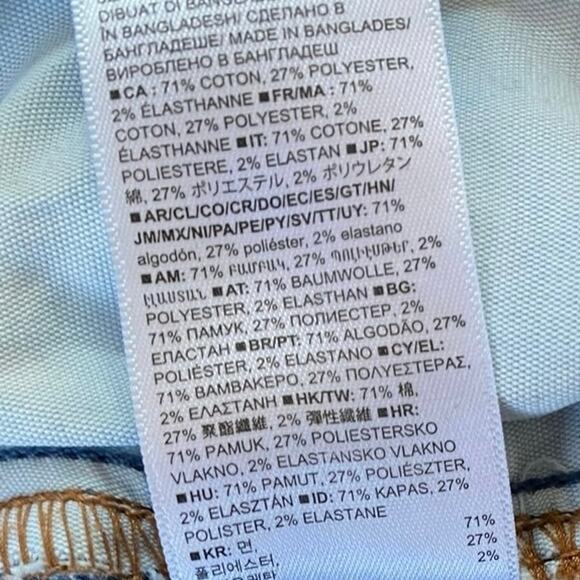 DIBUAT DI BANGLADESH
IN BANGLADESH/ СДЕЛАНО В
БАНГЛАДЕШЕ/ MADE IN BANGLADES/
ВИРОБЛЕНО В БАНГЛАДЕШ
■CA: 71% COTON, 27% POLYESTER,
2% ÉLASTHANNE ■FR/MA: 71%
COTON, 27% POLYESTER, 2%
ÉLASTHANNE ■IT: 71% COTONE, 27%
POLIESTERE, 2% ELASTAN ■JP: 71%
綿, 27% ポリエステル, 2% ポリウレタン
■AR/CL/CO/CR/DO/EC/ES/GT/HN/
JM/MX/NI/PA/PE/PY/SV/TT/UY: 71%
algodón, 27% poliéster, 2% elastano
■AM: 71% ԲԱՄԲԱԿ, 27% ՊՈԼԻԷՍԹԵՐ, 2%
ԷԼԱՍՏԱՆ ■AT: 71% BAUMWOLLE, 27%
POLYESTER, 2% ELASTHAN ■BG:
71% ПАМУК, 27% ПОЛИЕСТЕР, 2%
ЕЛАСТАН ■BR/PT: 71% ALGODÃO, 27%
POLIÉSTER, 2% ELASTANO ■CY/EL:
71% ΒΑΜΒΑΚΕΡΟ, 27% ΠΟΛΥΕΣΤΕΡΑΣ,
2% ΕΛΑΣΤΑΝΗ ■HK/TW: 71% 棉,
27% 聚酯纖維, 2% 彈性纖維 ■HR:
71% PAMUK, 27% POLIESTERSKO
VLAKNO, 2% ELASTANSKO VLAKNO
■HU: 71% PAMUT, 27% POLIÉSZTER,
2% ELASZTÁN ■ID: 71% KAPAS, 27%
POLISTER, 2% ELASTANE
■KR: 면, 71%
폴리에스터, 27%
2%